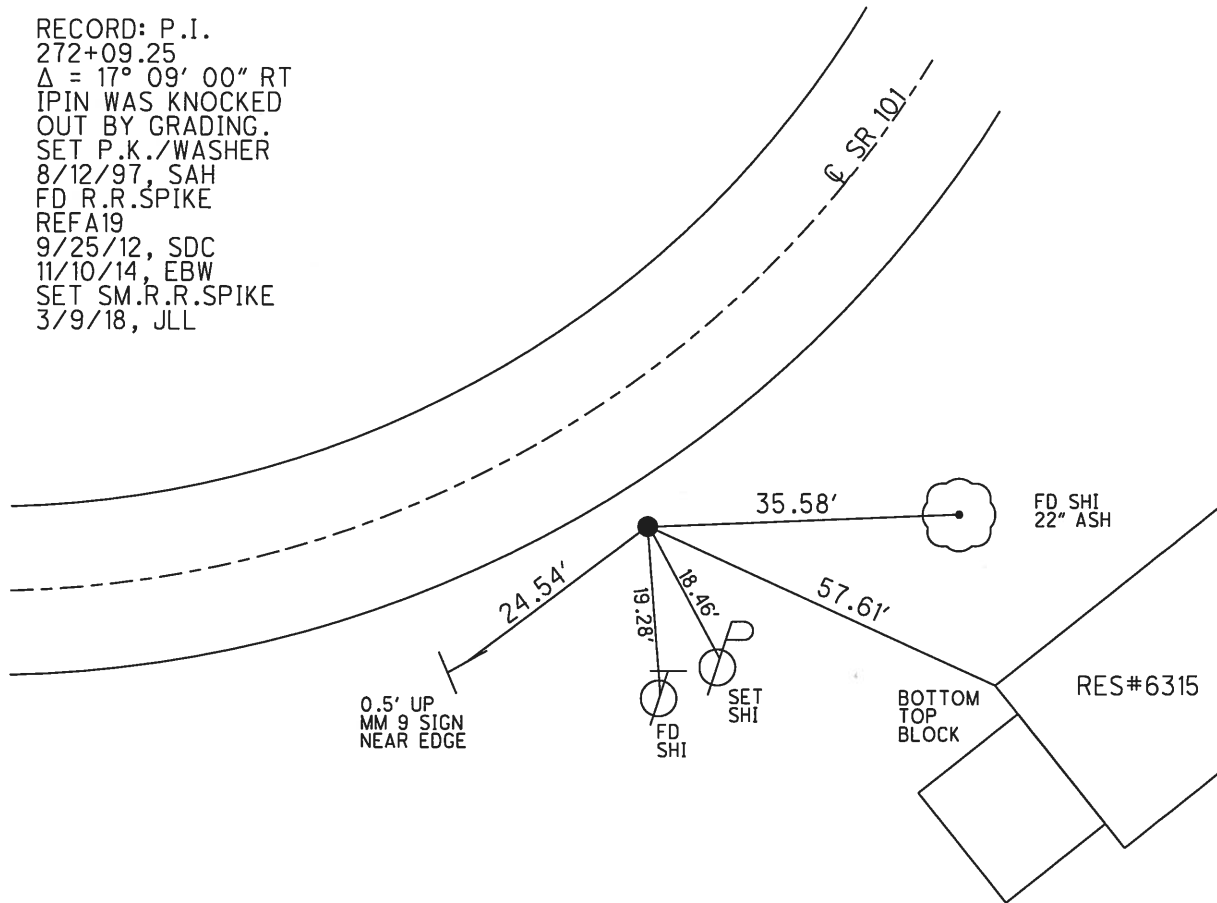 RECORD: P.I.
272+09.25
Δ = 17° 09' 00" RT
IPIN WAS KNOCKED
OUT BY GRADING.
SET P.K./WASHER
8/12/97, SAH
FD R.R.SPIKE
REFA19
9/25/12, SDC
11/10/14, EBW
SET SM.R.R.SPIKE
3/9/18, JLL
℄ SR 101
35.58'
FD SHI
22" ASH
24.54'
19.28'
18.46'
57.61'
0.5' UP
MM 9 SIGN
NEAR EDGE
FD
SHI
SET
SHI
BOTTOM
TOP
BLOCK
RES#6315